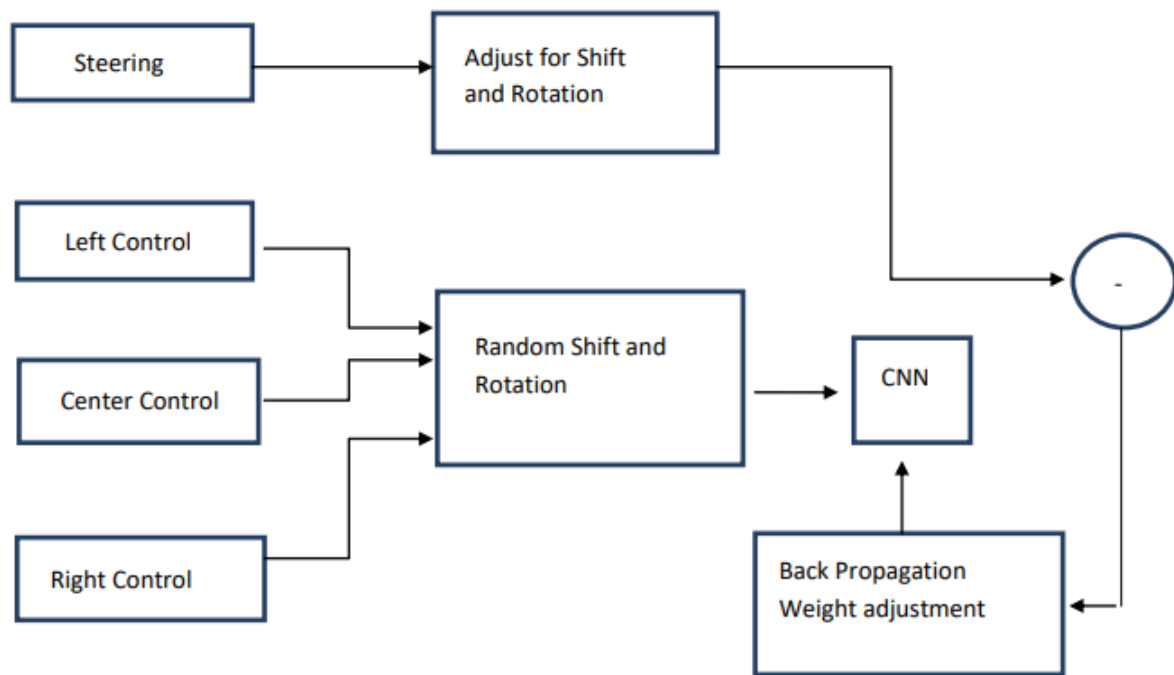 Steering
Adjust for Shift
and Rotation
Left Control
-
Random Shift and
Rotation
CNN
Center Control
Right Control
Back Propagation
Weight adjustment